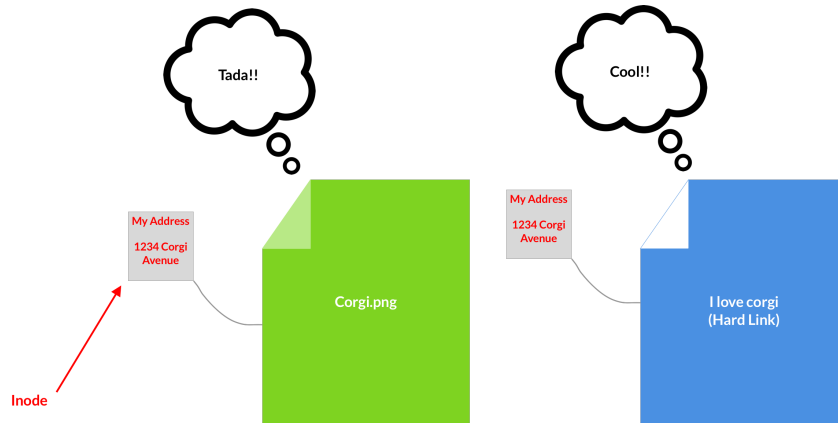 Tada!!
Cool!!
My Address
1234 Corgi
Avenue
My Address
1234 Corgi
Avenue
Corgi.png
I love corgi
(Hard Link)
Inode